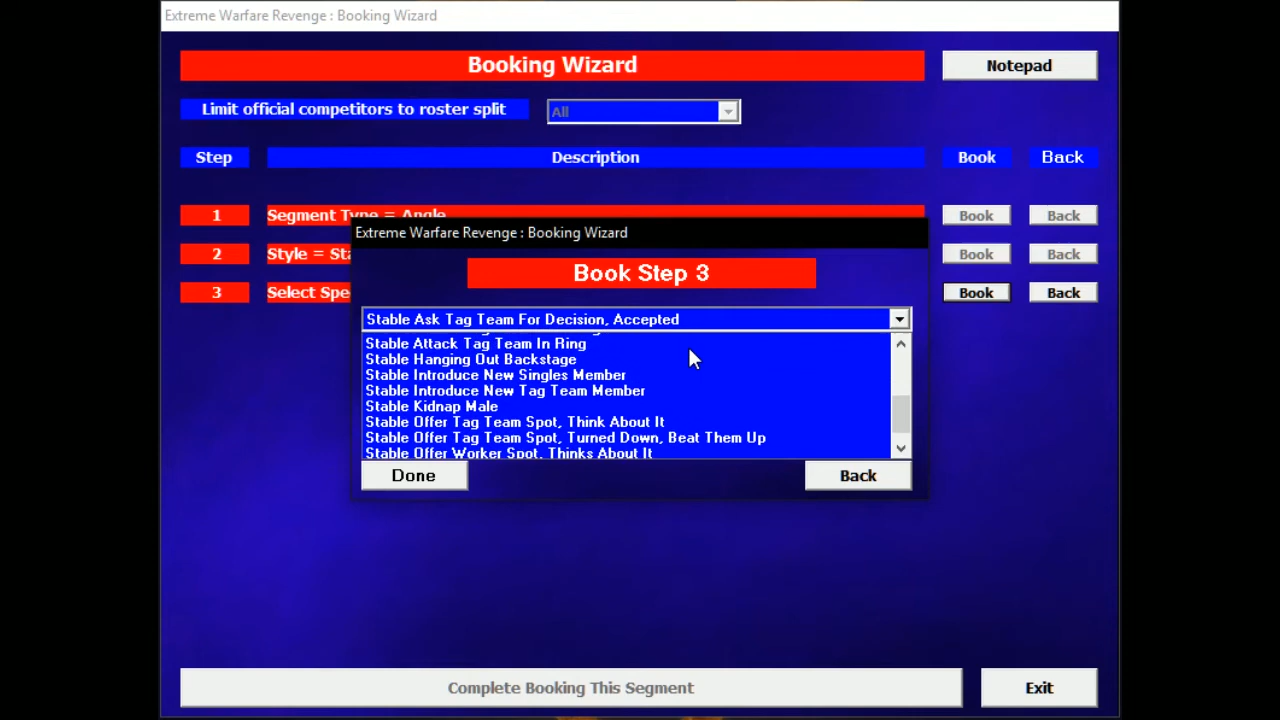 Extreme Warfare Revenge : Booking Wizard
Booking Wizard
Notepad
Limit official competitors to roster split
All
Step
Description
Book
Back
1
Segment Type = Angle
Book
Back
2
Style = Sta
Book
Back
3
Select Spe
Book
Back
Extreme Warfare Revenge : Booking Wizard
Book Step 3
Stable Ask Tag Team For Decision, Accepted
Stable Attack Tag Team In Ring
Stable Hanging Out Backstage
Stable Introduce New Singles Member
Stable Introduce New Tag Team Member
Stable Kidnap Male
Stable Offer Tag Team Spot, Think About It
Stable Offer Tag Team Spot, Turned Down, Beat Them Up
Stable Offer Worker Spot, Thinks About It
Done
Back
Complete Booking This Segment
Exit